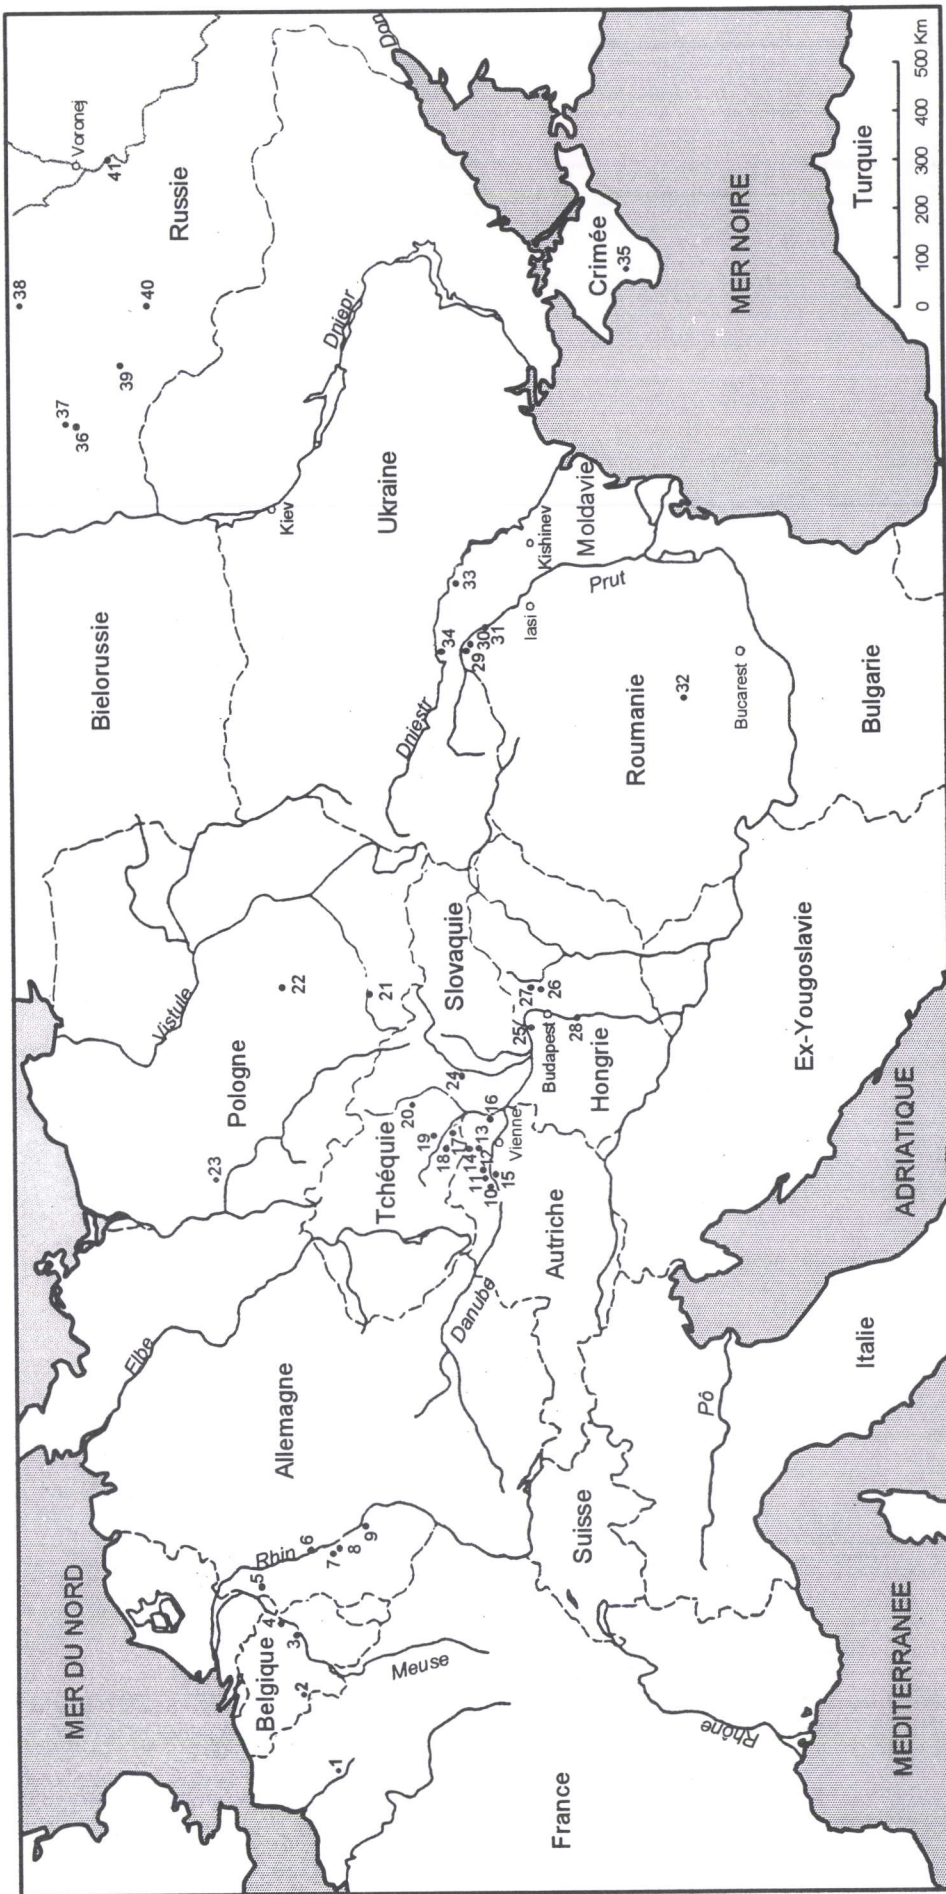 MER DU NORD
Belgique
Meuse
France
Rhin
Allemagne
Elbe
Suisse
Rhône
MEDITERRANEE
Pô
Italie
ADRIATIQUE
Danube
Autriche
Tchéquie
Vienne
Pologne
Vistule
Slovaquie
Budapest
Hongrie
Ex-Yougoslavie
Bielorussie
Ukraine
Kiev
Dniepr
Dniestr
Prut
Iasi
Kishinev
Moldavie
Roumanie
Bucarest
Bulgarie
Russie
Voronej
Don
Crimée
MER NOIRE
Turquie
0 100 200 300 400 500 Km
1
2
3
4
5
6
7
8
9
10
11
12
13
14
15
16
17
18
19
20
21
22
23
24
25
26
27
28
29
30
31
32
33
34
35
36
37
38
39
40
41